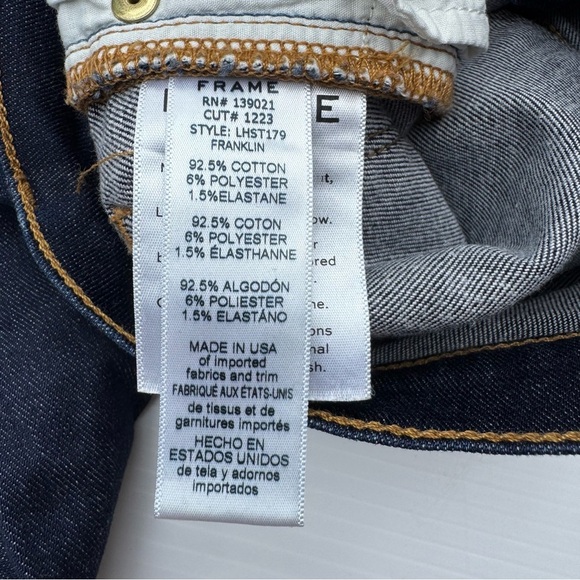 FRAME
RN# 139021
CUT# 1223
STYLE: LHST179
FRANKLIN
92.5% COTTON
6% POLYESTER
1.5%ELASTANE
92.5% COTON
6% POLYESTER
1.5% ÉLASTHANNE
92.5% ALGODÓN
6% POLIESTER
1.5% ELASTÁNO
MADE IN USA
of imported
fabrics and trim
FABRIQUÉ AUX ÉTATS-UNIS
de tissus et de
garnitures importés
HECHO EN
ESTADOS UNIDOS
de tela y adornos
importados